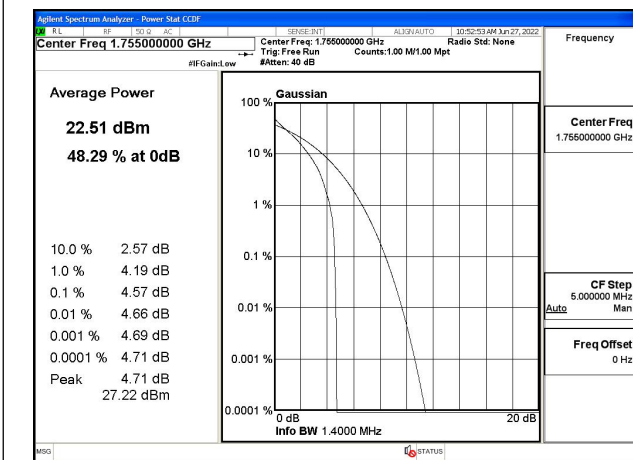 Agilent Spectrum Analyzer - Power Stat CCDF
RL RF 50 Ω AC SENSE:INT ALIGN AUTO 10:52:53 AM Jun 27, 2022
Center Freq 1.755000000 GHz
Center Freq: 1.755000000 GHz Radio Std: None
Trig: Free Run Counts:1.00 M/1.00 Mpt
#IFGain:Low #Atten: 40 dB
Frequency
Average Power
22.51 dBm
48.29 % at 0dB
10.0 % 2.57 dB
1.0 % 4.19 dB
0.1 % 4.57 dB
0.01 % 4.66 dB
0.001 % 4.69 dB
0.0001 % 4.71 dB
Peak 4.71 dB
27.22 dBm
Gaussian
100 %
10 %
1 %
0.1 %
0.01 %
0.001 %
0.0001 %
0 dB 20 dB
Info BW 1.4000 MHz
Center Freq
1.755000000 GHz
CF Step
5.000000 MHz
Auto Man
Freq Offset
0 Hz
MSG STATUS